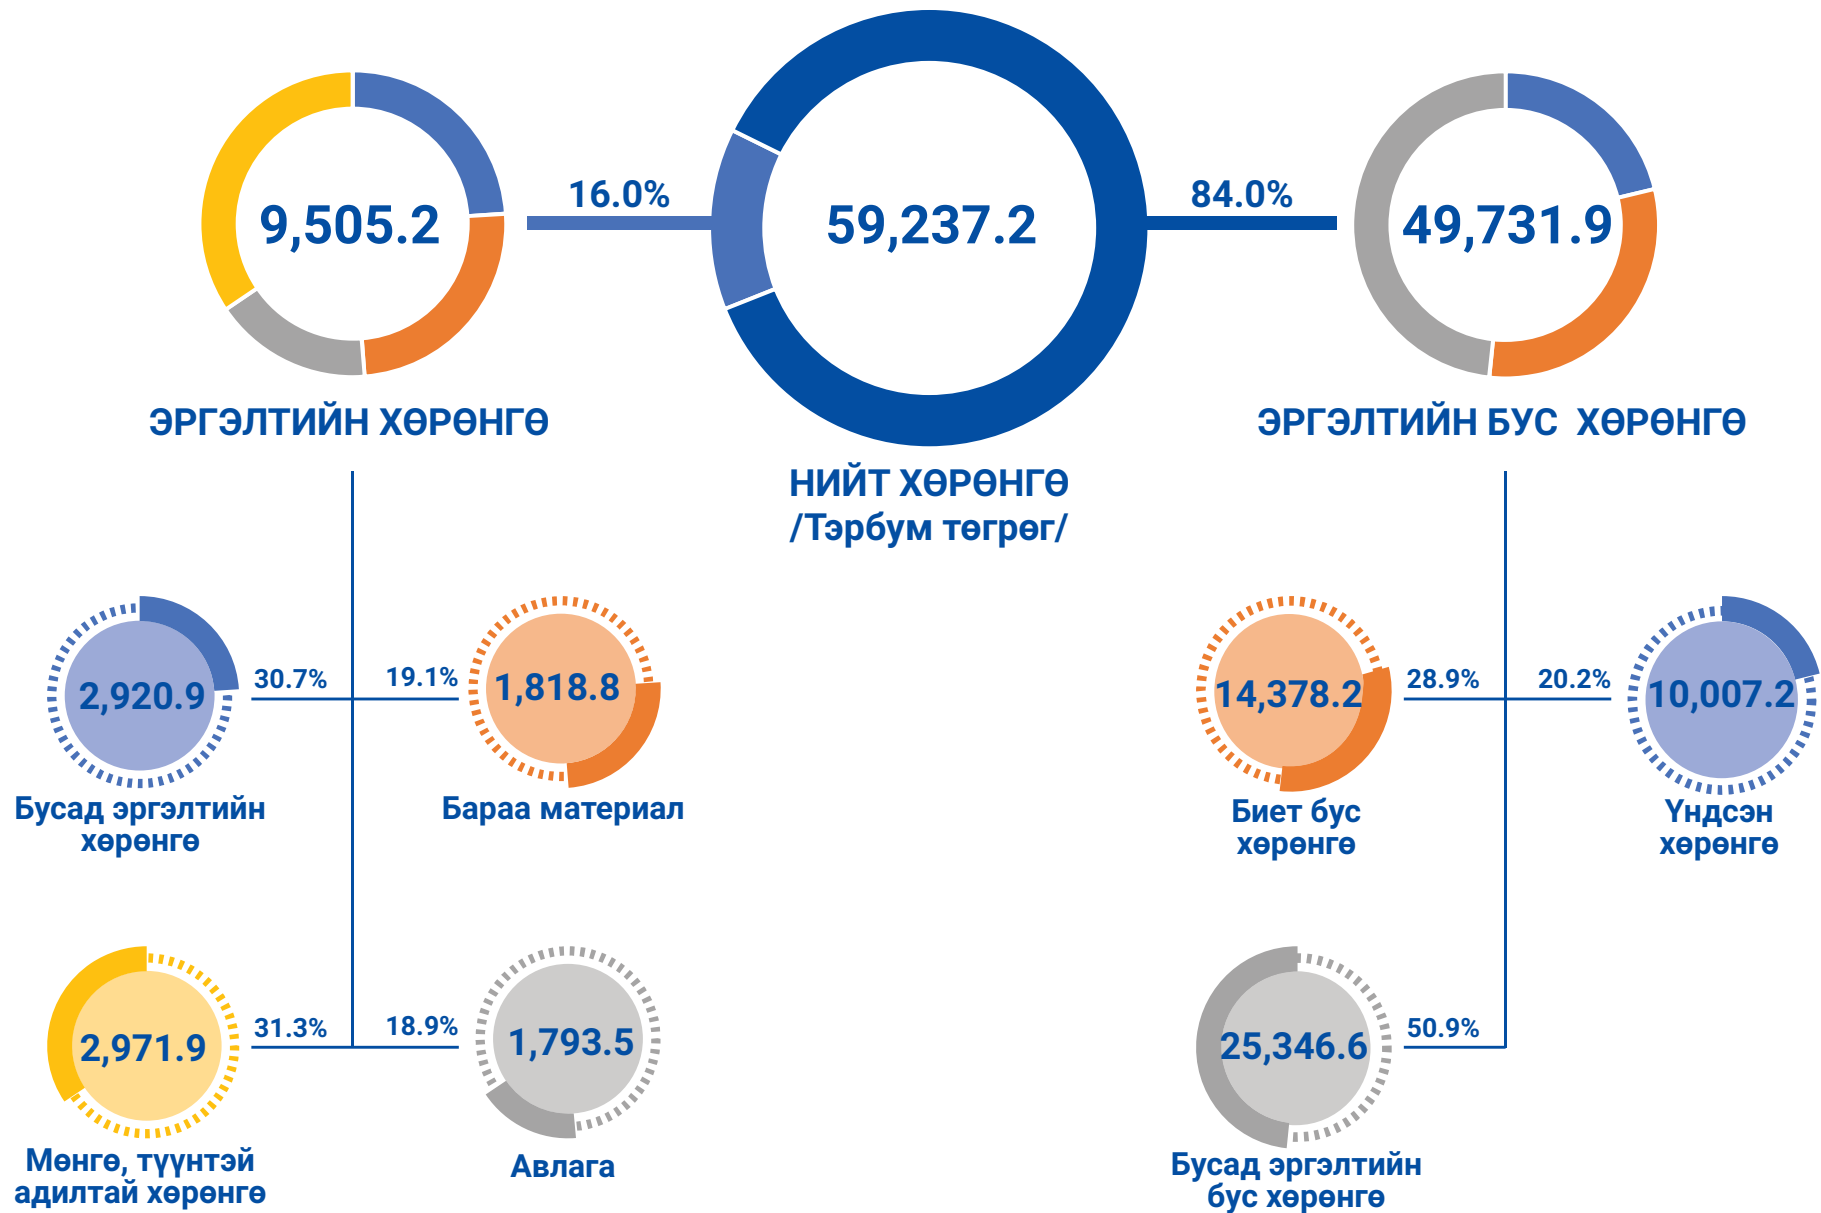 9,505.2
16.0%
59,237.2
84.0%
49,731.9
ЭРГЭЛТИЙН ХӨРӨНГӨ
НИЙТ ХӨРӨНГӨ
/Тэрбум төгрөг/
ЭРГЭЛТИЙН БУС ХӨРӨНГӨ
2,920.9
30.7%
Бусад эргэлтийн
хөрөнгө
19.1%
1,818.8
Бараа материал
2,971.9
31.3%
Мөнгө, түүнтэй
адилтай хөрөнгө
18.9%
1,793.5
Авлага
14,378.2
28.9%
Биет бус
хөрөнгө
20.2%
10,007.2
Үндсэн
хөрөнгө
25,346.6
50.9%
Бусад эргэлтийн
бус хөрөнгө